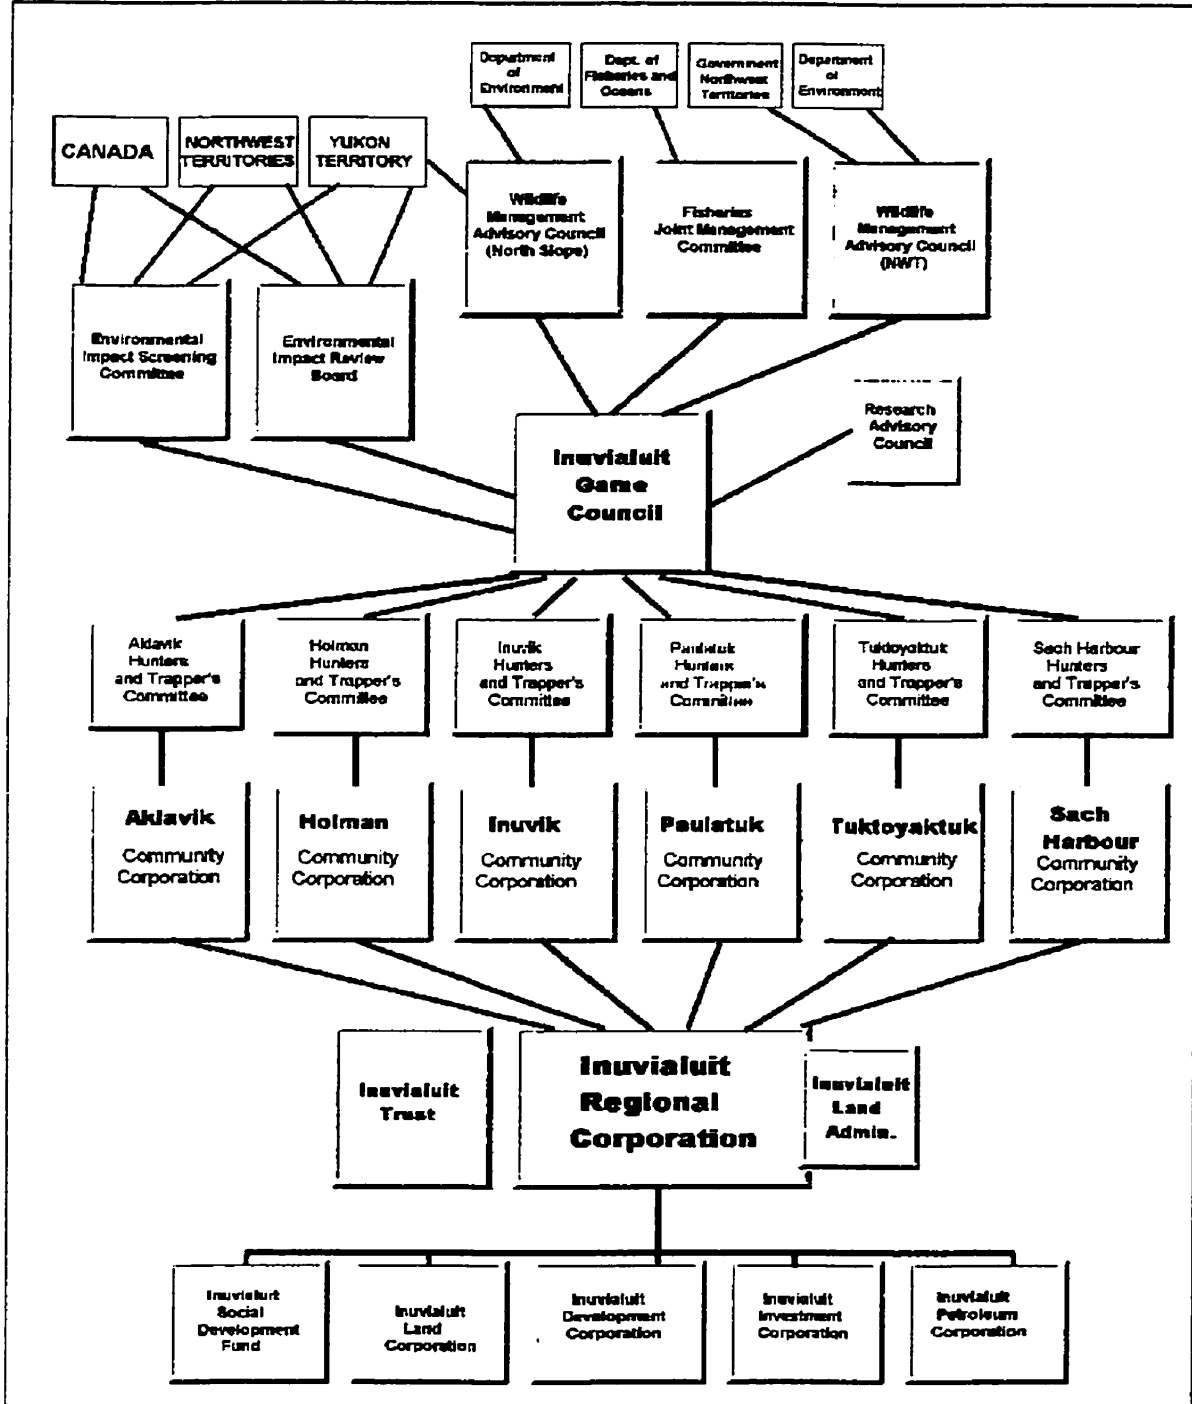 Department
of
Environment
Dept. of
Fisheries and
Oceans
Government
Northwest
Territories
Department
of
Environment
CANADA
NORTHWEST
TERRITORIES
YUKON
TERRITORY
Wildlife
Management
Advisory Council
(North Slope)
Fisheries
Joint Management
Committee
Wildlife
Management
Advisory Council
(NWT)
Environmental
Impact Screening
Committee
Environmental
Impact Review
Board
Research
Advisory
Council
Inuvialuit
Game
Council
Aklavik
Hunters
and Trapper's
Committee
Holman
Hunters
and Trapper's
Committee
Inuvik
Hunters
and Trapper's
Committee
Paulatuk
Hunters
and Trapper's
Committee
Tuktoyaktuk
Hunters
and Trapper's
Committee
Sach Harbour
Hunters
and Trapper's
Committee
Aklavik
Community
Corporation
Holman
Community
Corporation
Inuvik
Community
Corporation
Paulatuk
Community
Corporation
Tuktoyaktuk
Community
Corporation
Sach
Harbour
Community
Corporation
Inuvialuit
Trust
Inuvialuit
Regional
Corporation
Inuvialuit
Land
Admin.
Inuvialuit
Social
Development
Fund
Inuvialuit
Land
Corporation
Inuvialuit
Development
Corporation
Inuvialuit
Investment
Corporation
Inuvialuit
Petroleum
Corporation